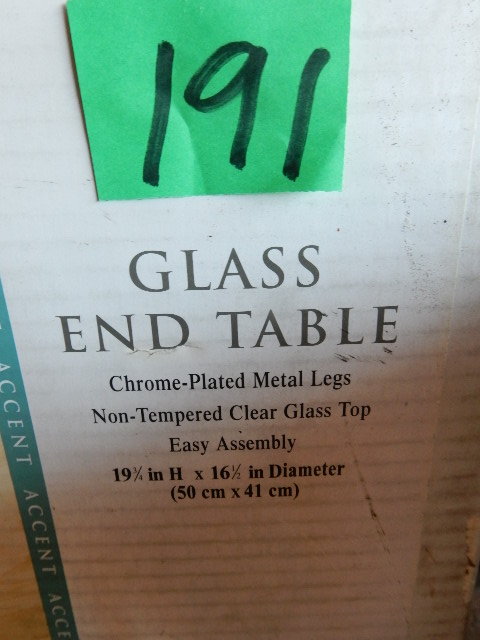 191
GLASS
END TABLE
Chrome-Plated Metal Legs
Non-Tempered Clear Glass Top
Easy Assembly
19¾ in H x 16½ in Diameter
(50 cm x 41 cm)
ACCENT ACCENT ACCE